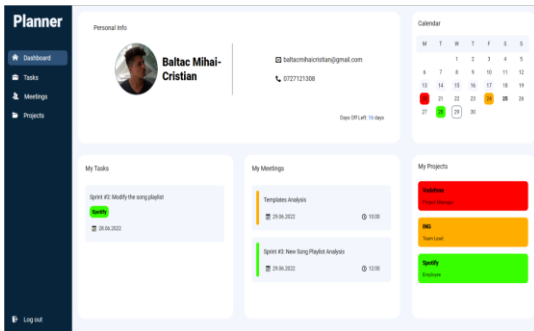 Planner
Dashboard
Tasks
Meetings
Projects
Log out
Personal Info
Baltac Mihai-
Cristian
baltacmihaicristian@gmail.com
0727121308
Days Off Left: 16 days
Calendar
M T W T F S S
1 2 3 4 5
6 7 8 9 10 11 12
13 14 15 16 17 18 19
21 22 23 24 25 26
27 28 29 30
My Tasks
Sprint #3: Modify the song playlist
Spotify
28.06.2022
My Meetings
Templates Analysis
29.06.2022 10:00
Sprint #3: New Song Playlist Analysis
29.06.2022 12:00
My Projects
Vodafone
Project Manager
ING
Team Lead
Spotify
Employee